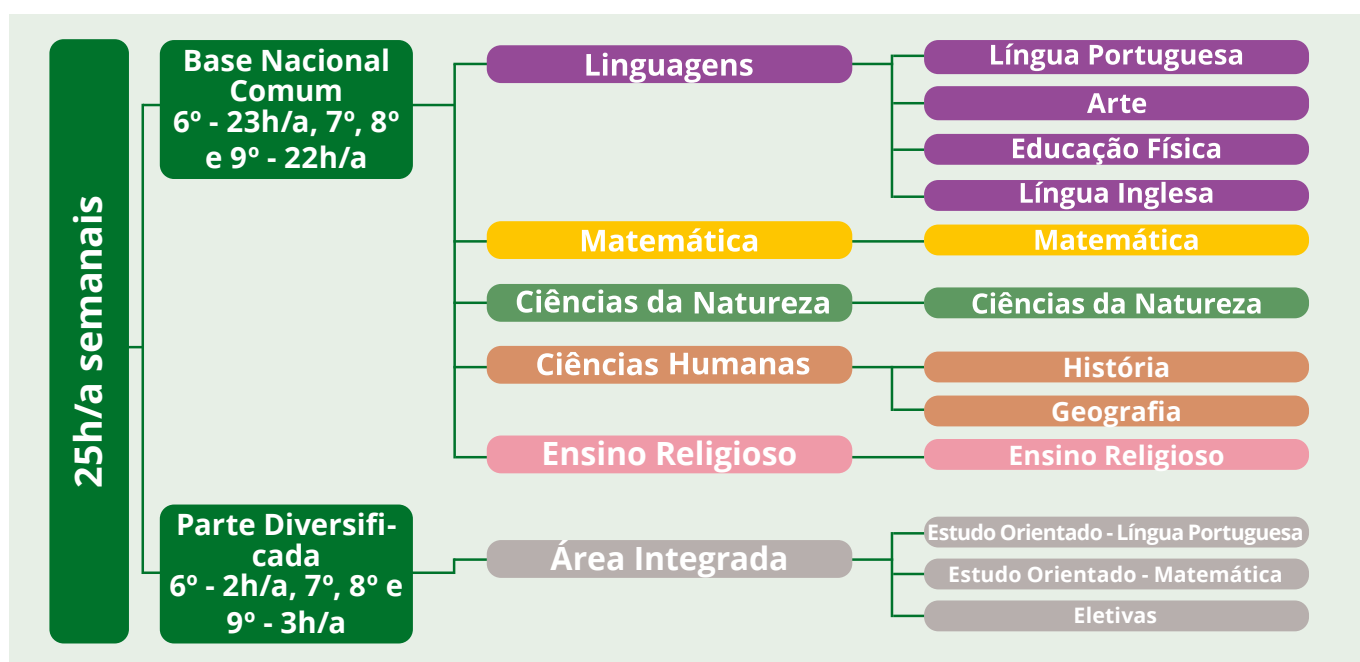 25h/a semanais
Base Nacional
Comum
6º - 23h/a, 7º, 8º
e 9º - 22h/a
Linguagens
Língua Portuguesa
Arte
Educação Física
Língua Inglesa
Matemática
Matemática
Ciências da Natureza
Ciências da Natureza
Ciências Humanas
História
Geografia
Ensino Religioso
Ensino Religioso
Parte Diversifi-
cada
6º - 2h/a, 7º, 8º e
9º - 3h/a
Área Integrada
Estudo Orientado - Língua Portuguesa
Estudo Orientado - Matemática
Eletivas